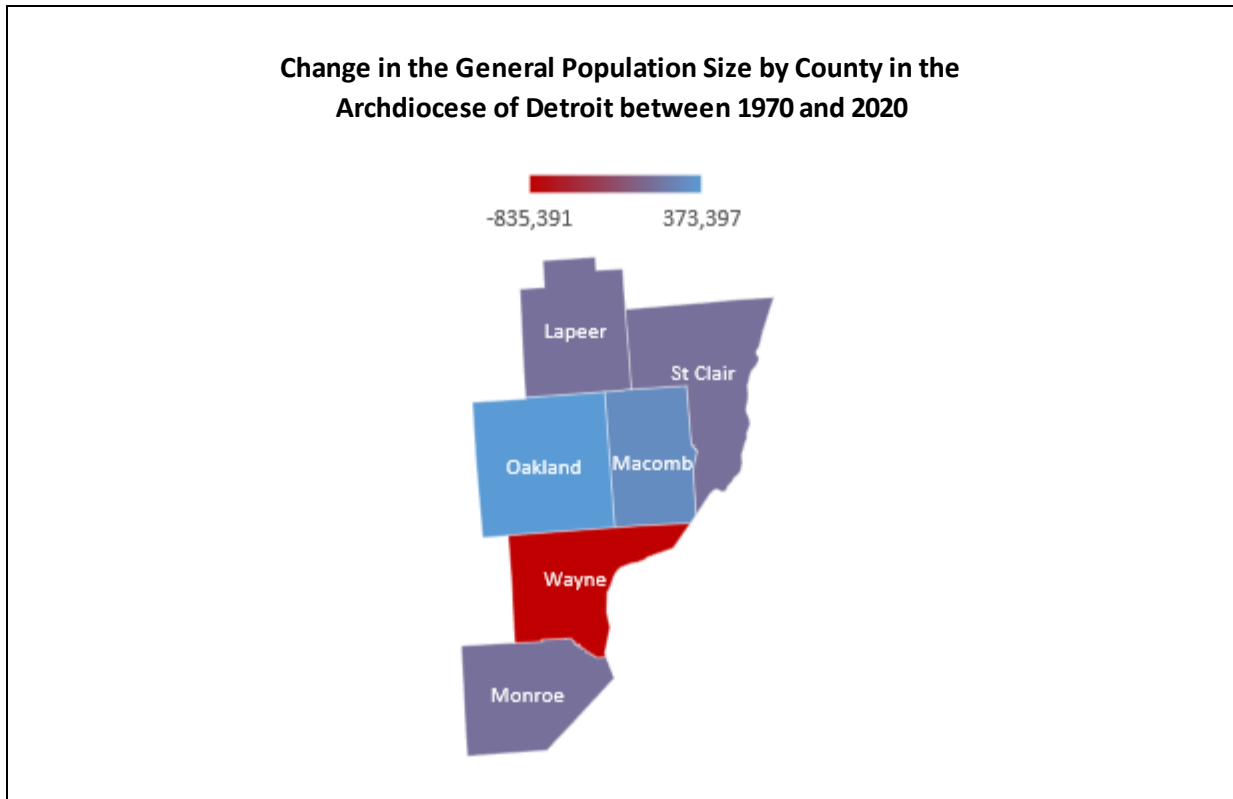 Change in the General Population Size by County in the
Archdiocese of Detroit between 1970 and 2020
-835,391 373,397
Lapeer
St Clair
Oakland
Macomb
Wayne
Monroe